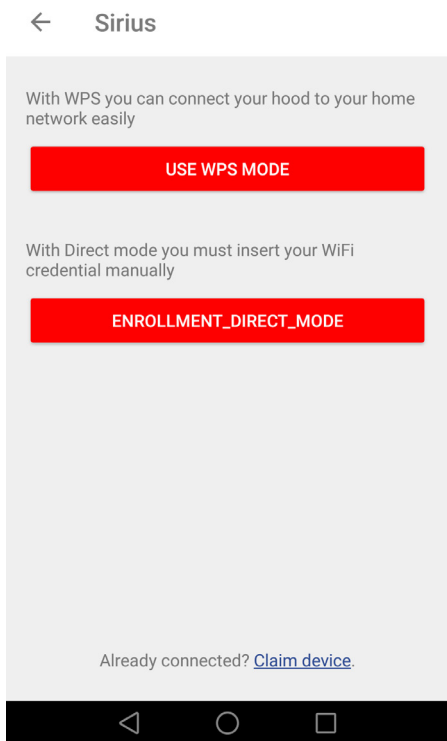 Sirius
With WPS you can connect your hood to your home
network easily
USE WPS MODE
With Direct mode you must insert your WiFi
credential manually
ENROLLMENT_DIRECT_MODE
Already connected? Claim device.